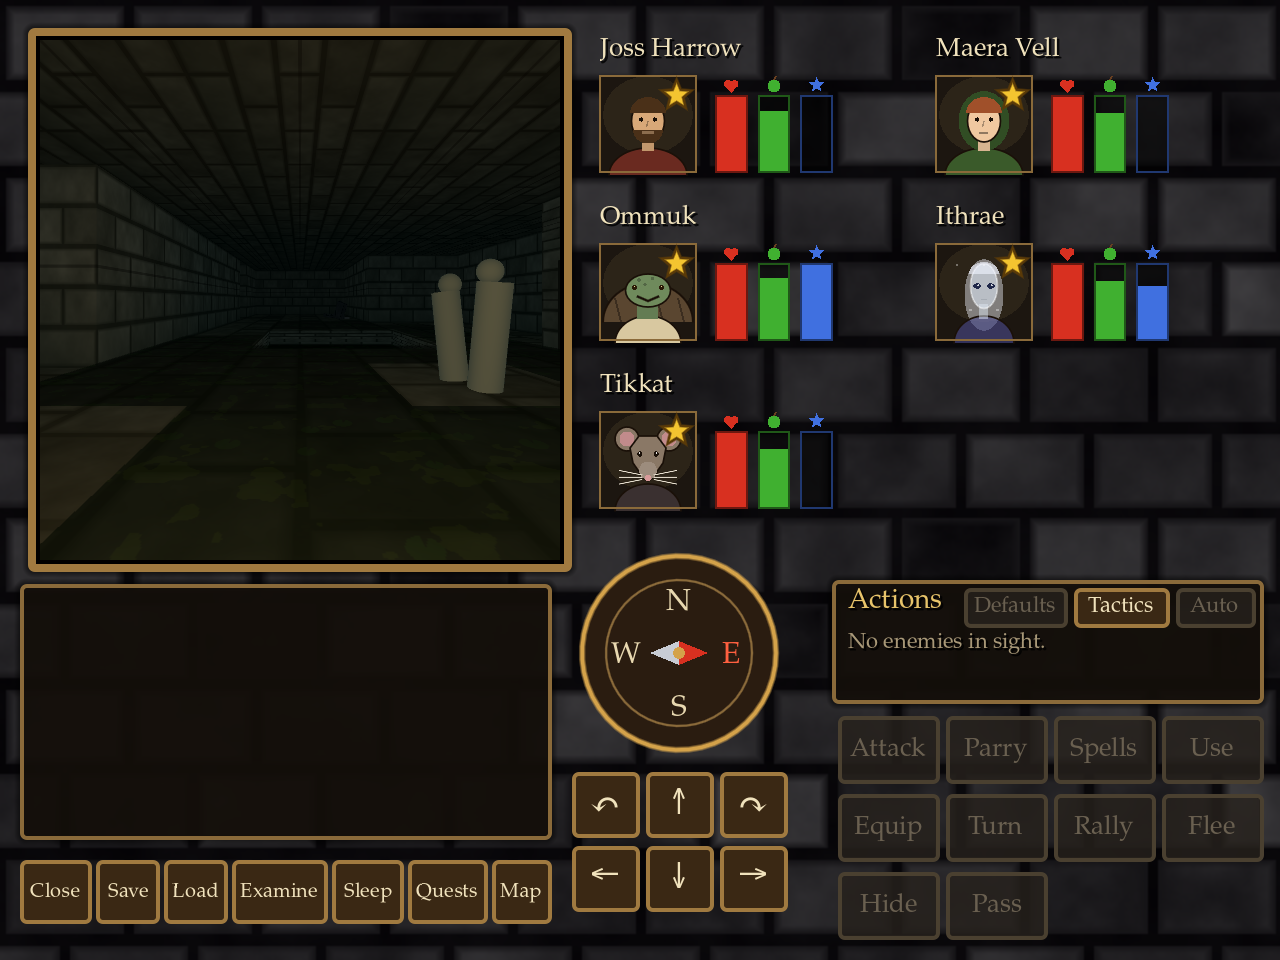 Joss Harrow
Maera Vell
Ommuk
Ithrae
Tikkat
N
W
E
S
Actions
Defaults
Tactics
Auto
No enemies in sight.
Attack
Parry
Spells
Use
Equip
Turn
Rally
Flee
Hide
Pass
Close
Save
Load
Examine
Sleep
Quests
Map